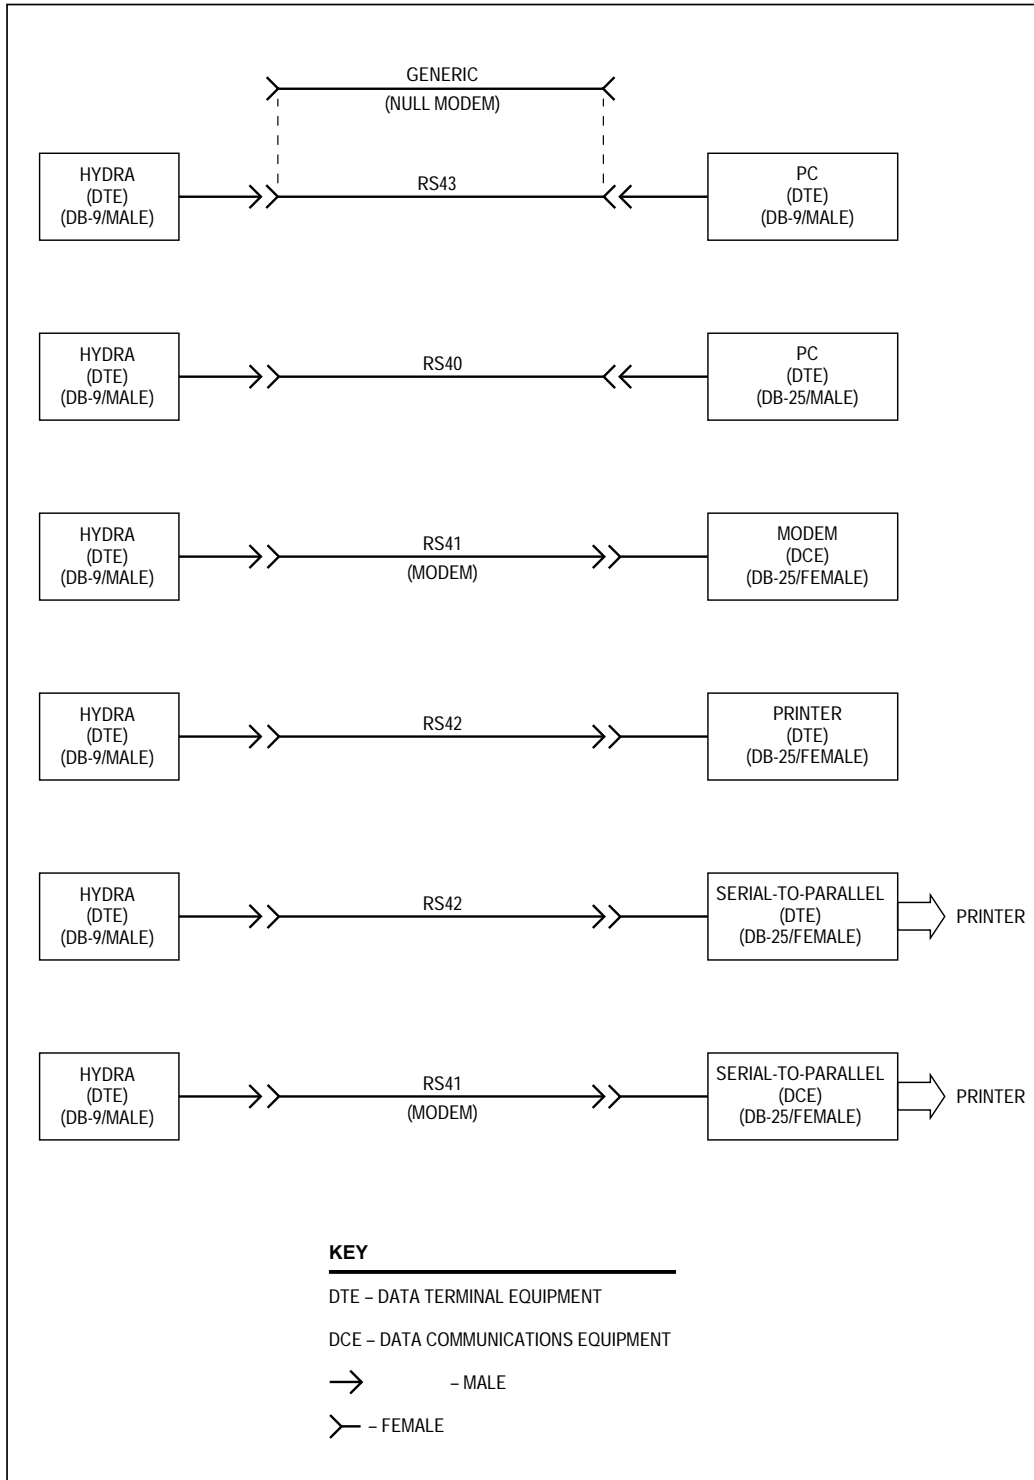 GENERIC
(NULL MODEM)
HYDRA
(DTE)
(DB-9/MALE)
RS43
PC
(DTE)
(DB-9/MALE)
HYDRA
(DTE)
(DB-9/MALE)
RS40
PC
(DTE)
(DB-25/MALE)
HYDRA
(DTE)
(DB-9/MALE)
RS41
(MODEM)
MODEM
(DCE)
(DB-25/FEMALE)
HYDRA
(DTE)
(DB-9/MALE)
RS42
PRINTER
(DTE)
(DB-25/FEMALE)
HYDRA
(DTE)
(DB-9/MALE)
RS42
SERIAL-TO-PARALLEL
(DTE)
(DB-25/FEMALE)
PRINTER
HYDRA
(DTE)
(DB-9/MALE)
RS41
(MODEM)
SERIAL-TO-PARALLEL
(DCE)
(DB-25/FEMALE)
PRINTER
KEY
DTE – DATA TERMINAL EQUIPMENT
DCE – DATA COMMUNICATIONS EQUIPMENT
– MALE
– FEMALE